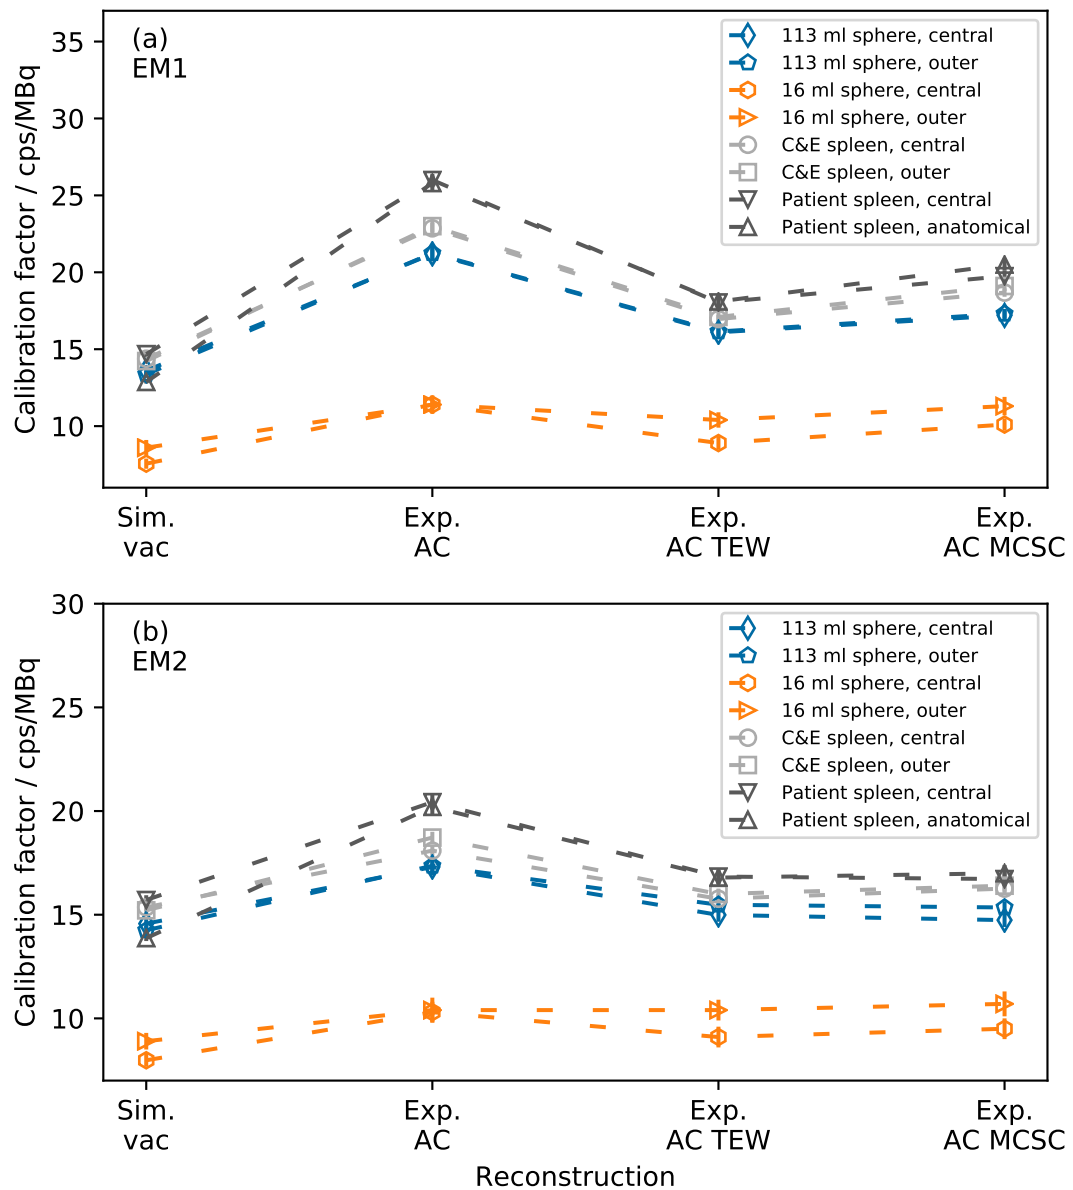 (a)
EM1
Calibration factor / cps/MBq
35
30
25
20
15
10
113 ml sphere, central
113 ml sphere, outer
16 ml sphere, central
16 ml sphere, outer
C&E spleen, central
C&E spleen, outer
Patient spleen, central
Patient spleen, anatomical
Sim.
vac
Exp.
AC
Exp.
AC TEW
Exp.
AC MCSC
(b)
EM2
Calibration factor / cps/MBq
30
25
20
15
10
113 ml sphere, central
113 ml sphere, outer
16 ml sphere, central
16 ml sphere, outer
C&E spleen, central
C&E spleen, outer
Patient spleen, central
Patient spleen, anatomical
Sim.
vac
Exp.
AC
Exp.
AC TEW
Exp.
AC MCSC
Reconstruction